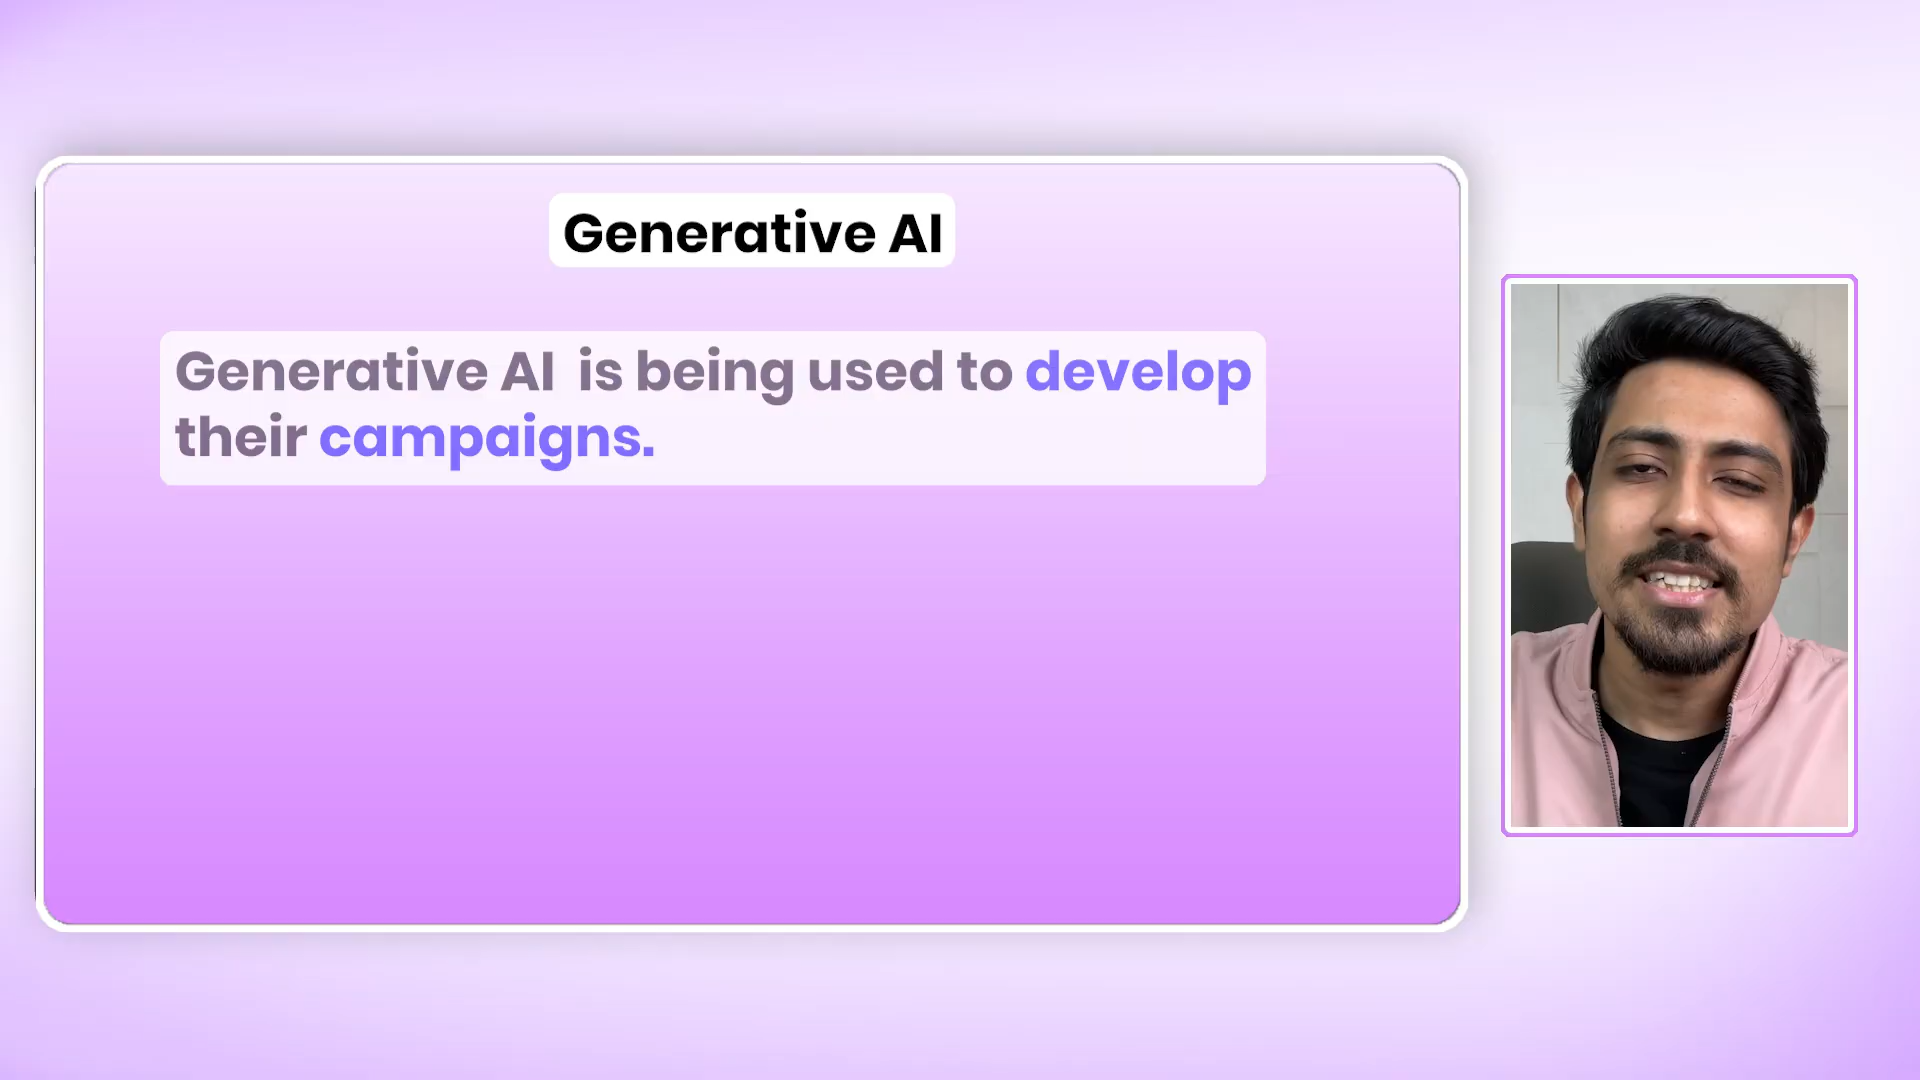 Generative AI
Generative AI  is being used to develop
their campaigns.